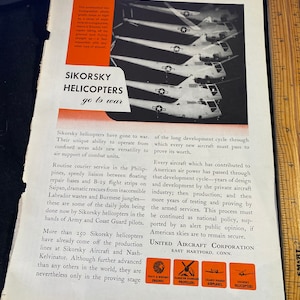 SIKORSKY
HELICOPTERS
go to war
Sikorsky helicopters have gone to war.
Their unique ability to operate from
confined areas adds new versatility to
air support of combat units.
Routine courier service in the Philip-
pines, speedy liaison between floating
repair bases and B-29 fight strips on
Saipan, dramatic rescues from inaccessible
Labrador wastes and Burmese jungles—
these are some of the daily jobs being
done now by Sikorsky helicopters in the
hands of Army and Coast Guard pilots.
More than 250 Sikorsky helicopters
have already come off the production
lines at Sikorsky Aircraft and Nash-
Kelvinator. Although further advanced
than any others in the world, they are
nevertheless only in the proving stage
of the long development cycle through
which every new aircraft must pass to
prove its worth.
Every aircraft which has contributed to
American air power has passed through
that development cycle—years of design
and development by the private aircraft
industry; then production; and then
more years of testing and proving by
the armed services. This process must
be continued as national policy, sup-
ported by an alert public opinion, if
American skies are to remain secure.
UNITED AIRCRAFT CORPORATION
EAST HARTFORD, CONN.